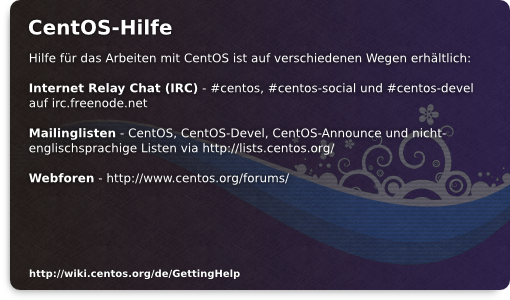 CentOS-Hilfe
Hilfe für das Arbeiten mit CentOS ist auf verschiedenen Wegen erhältlich:
Internet Relay Chat (IRC) - #centos, #centos-social und #centos-devel
auf irc.freenode.net
Mailinglisten - CentOS, CentOS-Devel, CentOS-Announce und nicht-
englischsprachige Listen via http://lists.centos.org/
Webforen - http://www.centos.org/forums/
http://wiki.centos.org/de/GettingHelp